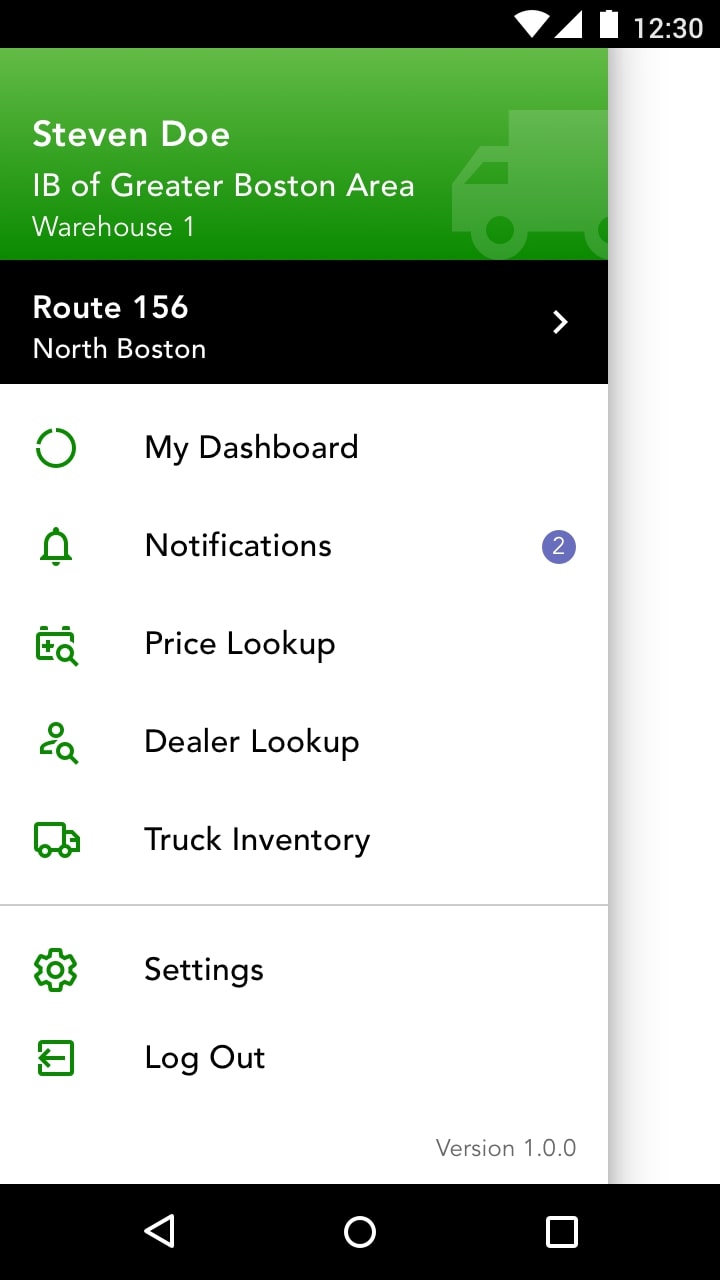 12:30
Steven Doe
IB of Greater Boston Area
Warehouse 1
Route 156
North Boston
My Dashboard
Notifications
2
Price Lookup
Dealer Lookup
Truck Inventory
Settings
Log Out
Version 1.0.0